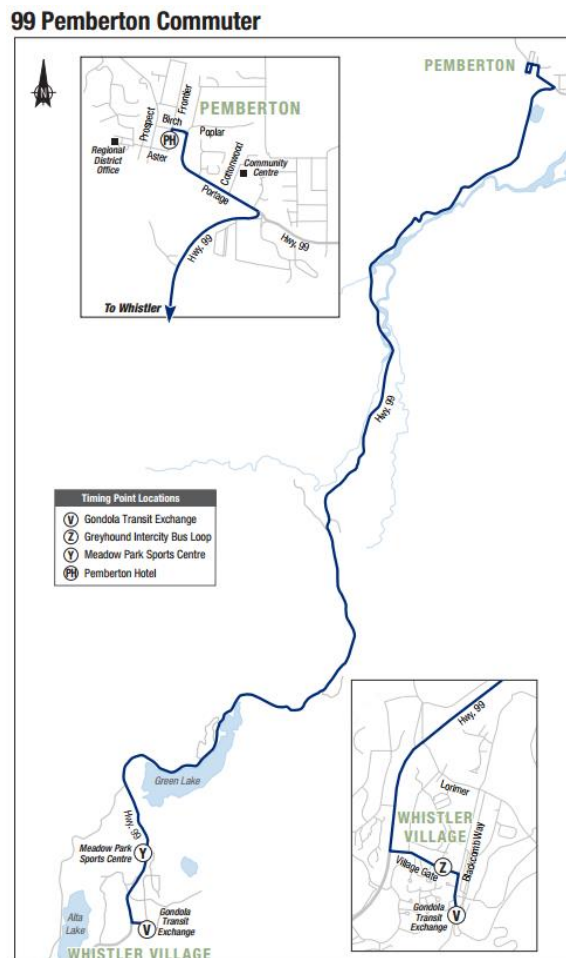 99 Pemberton Commuter
PEMBERTON
N
PEMBERTON
Prospect
Birch
Frontier
Poplar
PH
Regional
District
Office
Aster
Cottonwood
Community
Centre
Portage
Hwy. 99
Hwy. 99
To Whistler
Hwy. 99
Timing Point Locations
V Gondola Transit Exchange
Z Greyhound Intercity Bus Loop
Y Meadow Park Sports Centre
PH Pemberton Hotel
Green Lake
Hwy. 99
Meadow Park
Sports Centre
Y
Alta
Lake
V
Gondola
Transit
Exchange
WHISTLER VILLAGE
Hwy. 99
Lorimer
WHISTLER
VILLAGE
Blackcomb Way
Village Gate
Z
Gondola
Transit
Exchange
V